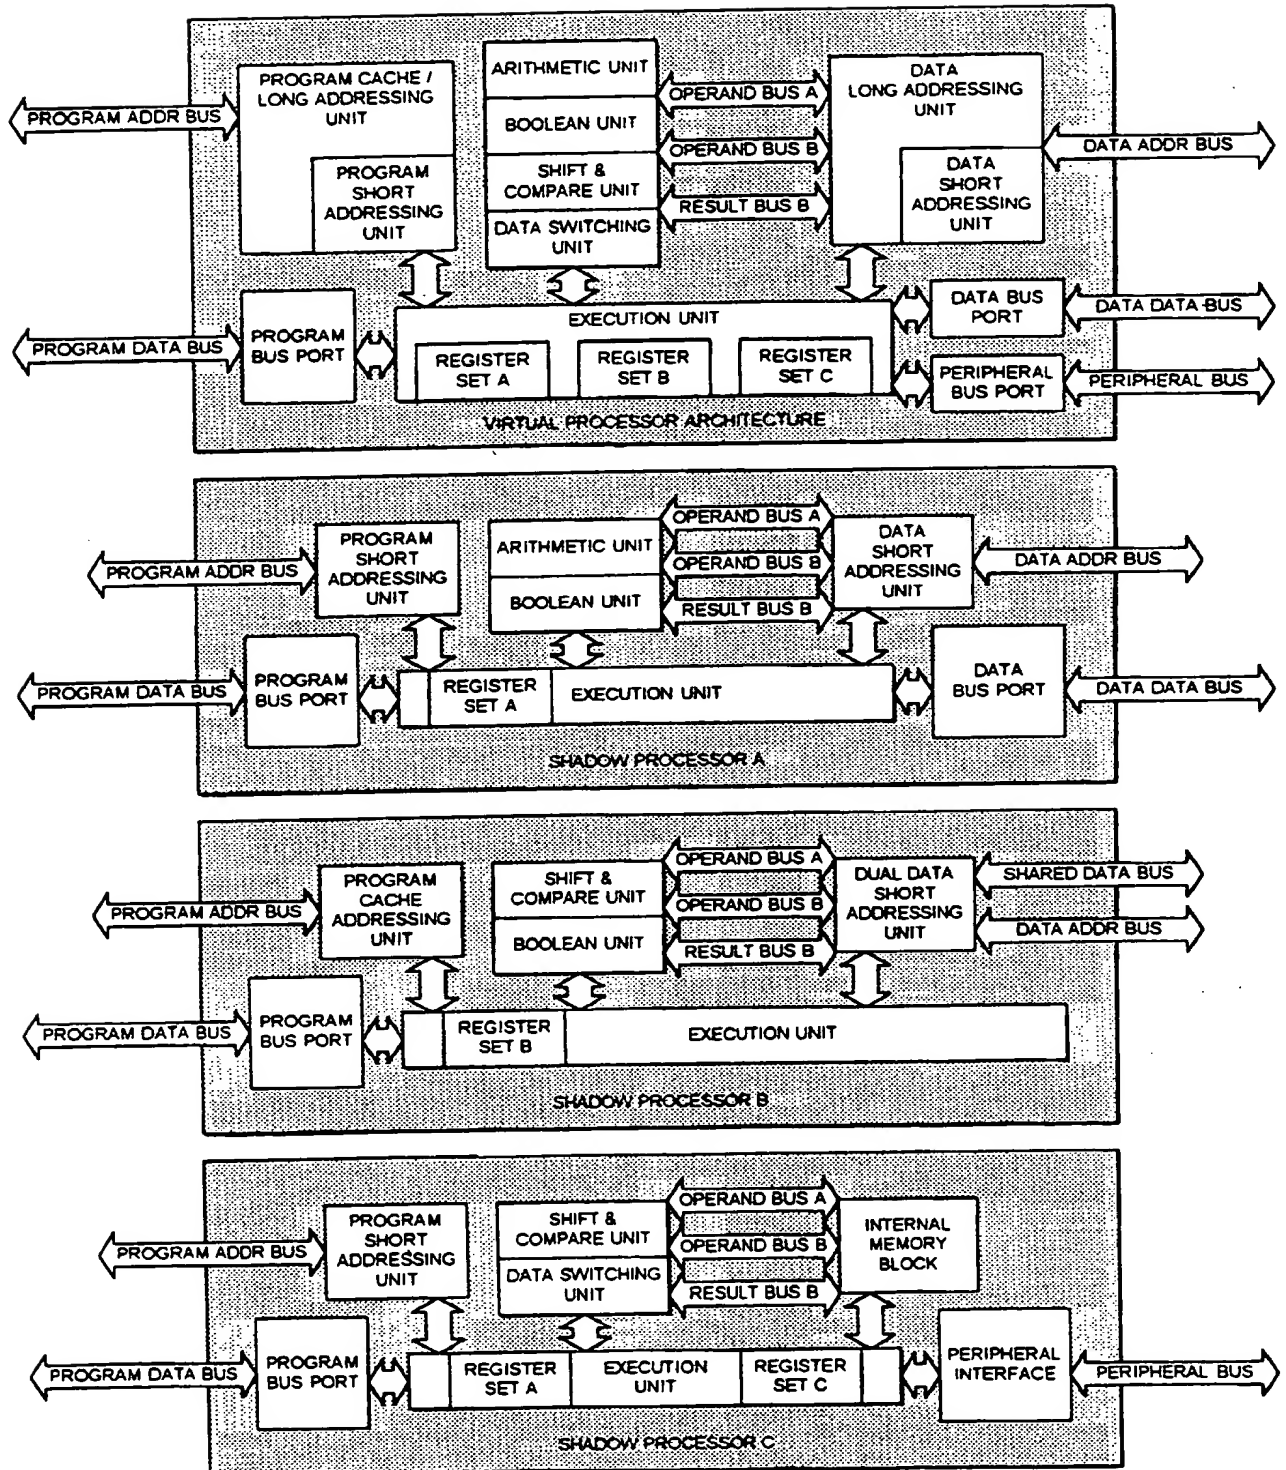 PROGRAM CACHE /
LONG ADDRESSING
UNIT
PROGRAM
SHORT
ADDRESSING
UNIT
ARITHMETIC UNIT
BOOLEAN UNIT
SHIFT &
COMPARE UNIT
DATA SWITCHING
UNIT
OPERAND BUS A
OPERAND BUS B
RESULT BUS B
DATA
LONG ADDRESSING
UNIT
DATA
SHORT
ADDRESSING
UNIT
PROGRAM ADDR BUS
DATA ADDR BUS
PROGRAM DATA BUS
PROGRAM
BUS PORT
EXECUTION UNIT
REGISTER
SET A
REGISTER
SET B
REGISTER
SET C
DATA BUS
PORT
DATA DATA BUS
PERIPHERAL
BUS PORT
PERIPHERAL BUS
VIRTUAL PROCESSOR ARCHITECTURE
PROGRAM ADDR BUS
PROGRAM
SHORT
ADDRESSING
UNIT
ARITHMETIC UNIT
BOOLEAN UNIT
OPERAND BUS A
OPERAND BUS B
RESULT BUS B
DATA
SHORT
ADDRESSING
UNIT
DATA ADDR BUS
PROGRAM DATA BUS
PROGRAM
BUS PORT
REGISTER
SET A
EXECUTION UNIT
DATA
BUS PORT
DATA DATA BUS
SHADOW PROCESSOR A
PROGRAM ADDR BUS
PROGRAM
CACHE
ADDRESSING
UNIT
SHIFT &
COMPARE UNIT
BOOLEAN UNIT
OPERAND BUS A
OPERAND BUS B
RESULT BUS B
DUAL DATA
SHORT
ADDRESSING
UNIT
SHARED DATA BUS
DATA ADDR BUS
PROGRAM DATA BUS
PROGRAM
BUS PORT
REGISTER
SET B
EXECUTION UNIT
SHADOW PROCESSOR B
PROGRAM ADDR BUS
PROGRAM
SHORT
ADDRESSING
UNIT
SHIFT &
COMPARE UNIT
DATA SWITCHING
UNIT
OPERAND BUS A
OPERAND BUS B
RESULT BUS B
INTERNAL
MEMORY
BLOCK
PROGRAM DATA BUS
PROGRAM
BUS PORT
REGISTER
SET A
EXECUTION
UNIT
REGISTER
SET C
PERIPHERAL
INTERFACE
PERIPHERAL BUS
SHADOW PROCESSOR C